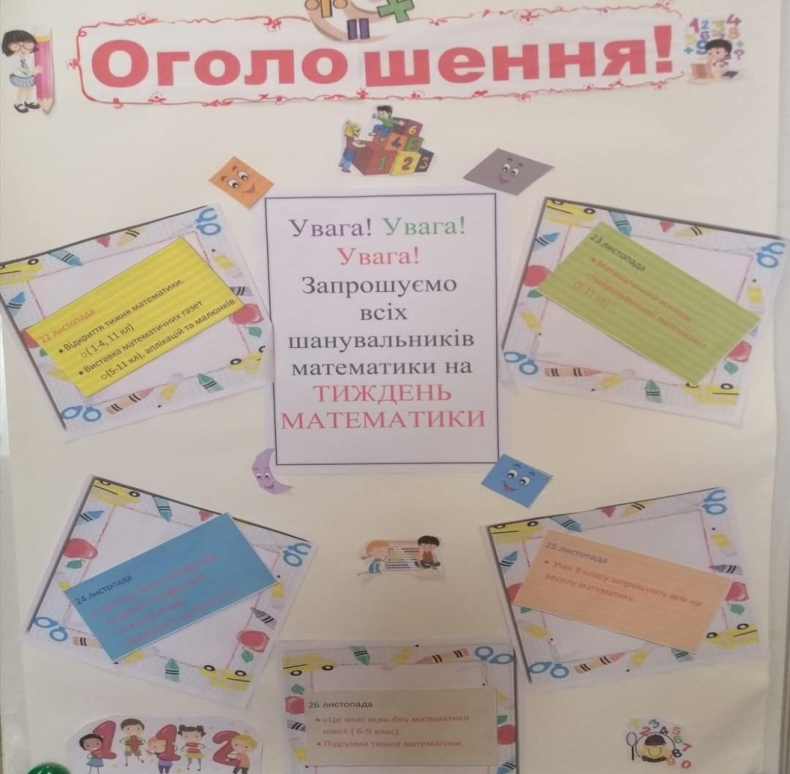 Оголошення!
Увага! Увага!
Увага!
Запрошуємо
всіх
шанувальників
математики на
ТИЖДЕНЬ
МАТЕМАТИКИ
22 листопада
• Відкриття тижня математики.
o( 1-4, 11 кл)
• Виставка математичних газет
o(5-11 кл), аплікацій та малюнків
23 листопада
24 листопада
25 листопада
• Учні 8 класу запрошують всіх на
веселу математику.
26 листопада
• «Це знає всяк-без математики
ніяк» ( 6-9 клас)
• Підсумки тижня математики.